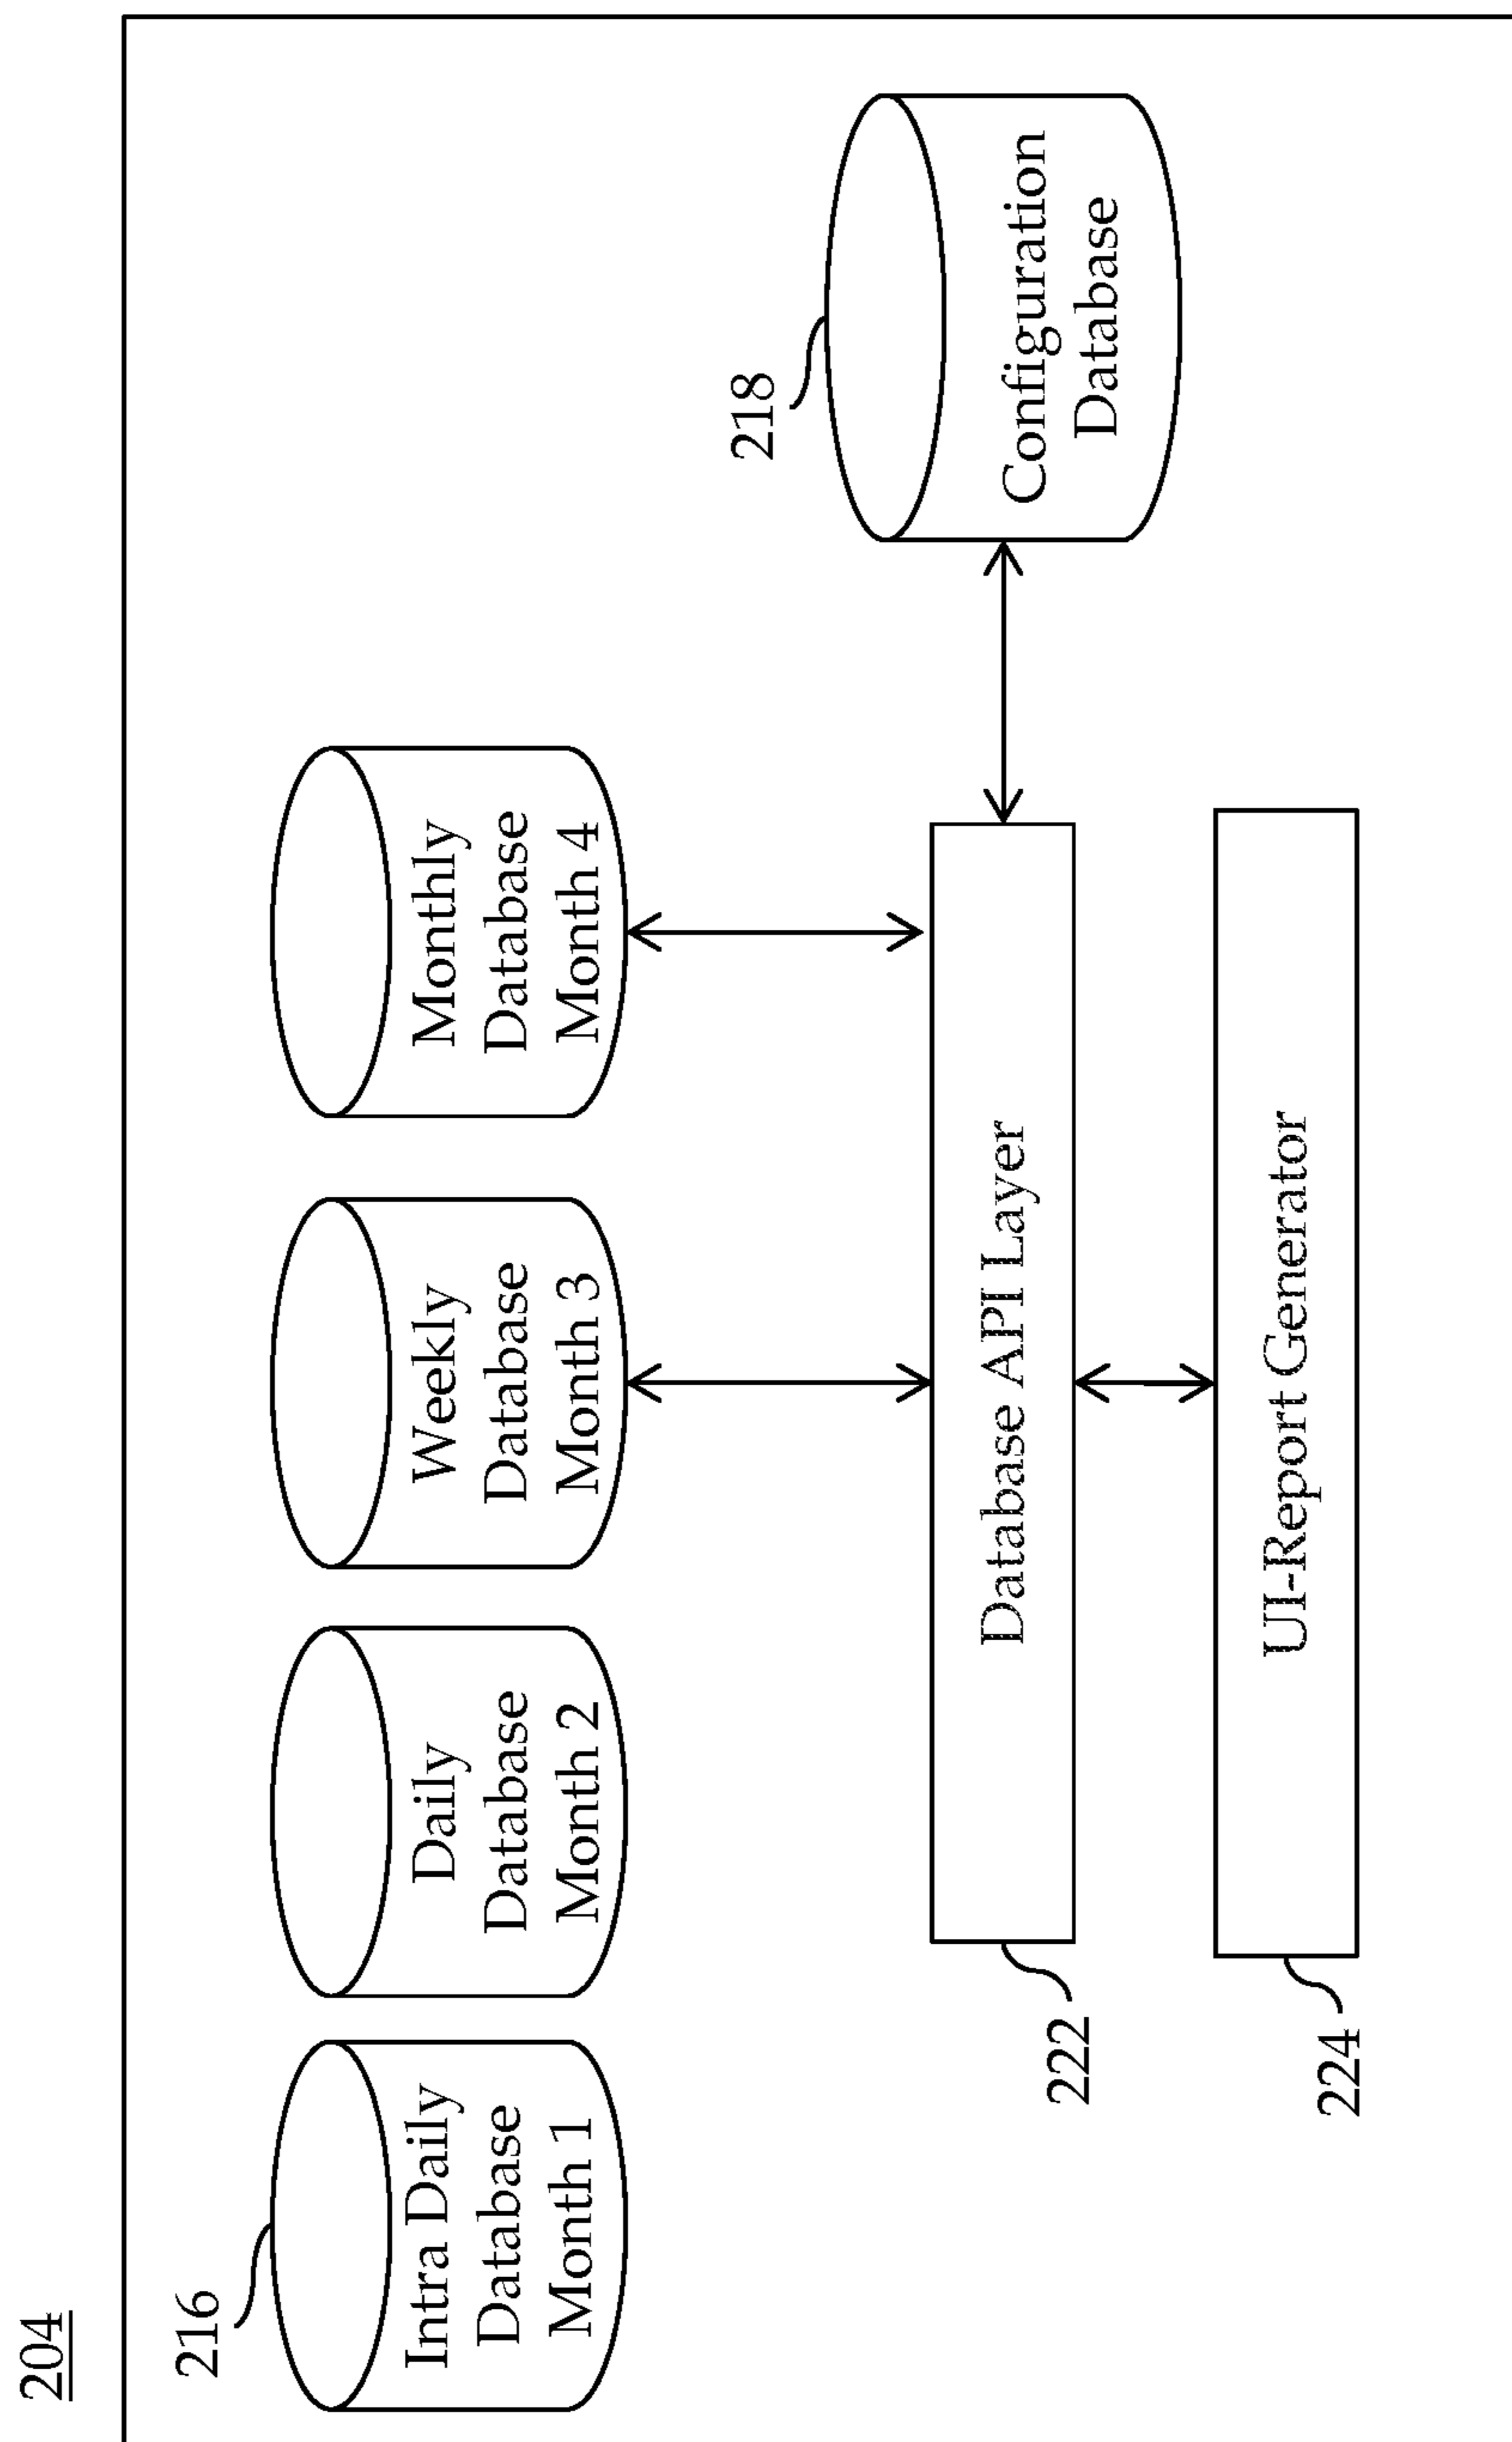 204
216
Intra Daily
Database
Month 1
Daily
Database
Month 2
Weekly
Database
Month 3
Monthly
Database
Month 4
218
Configuration
Database
222
Database API Layer
224
UI-Report Generator